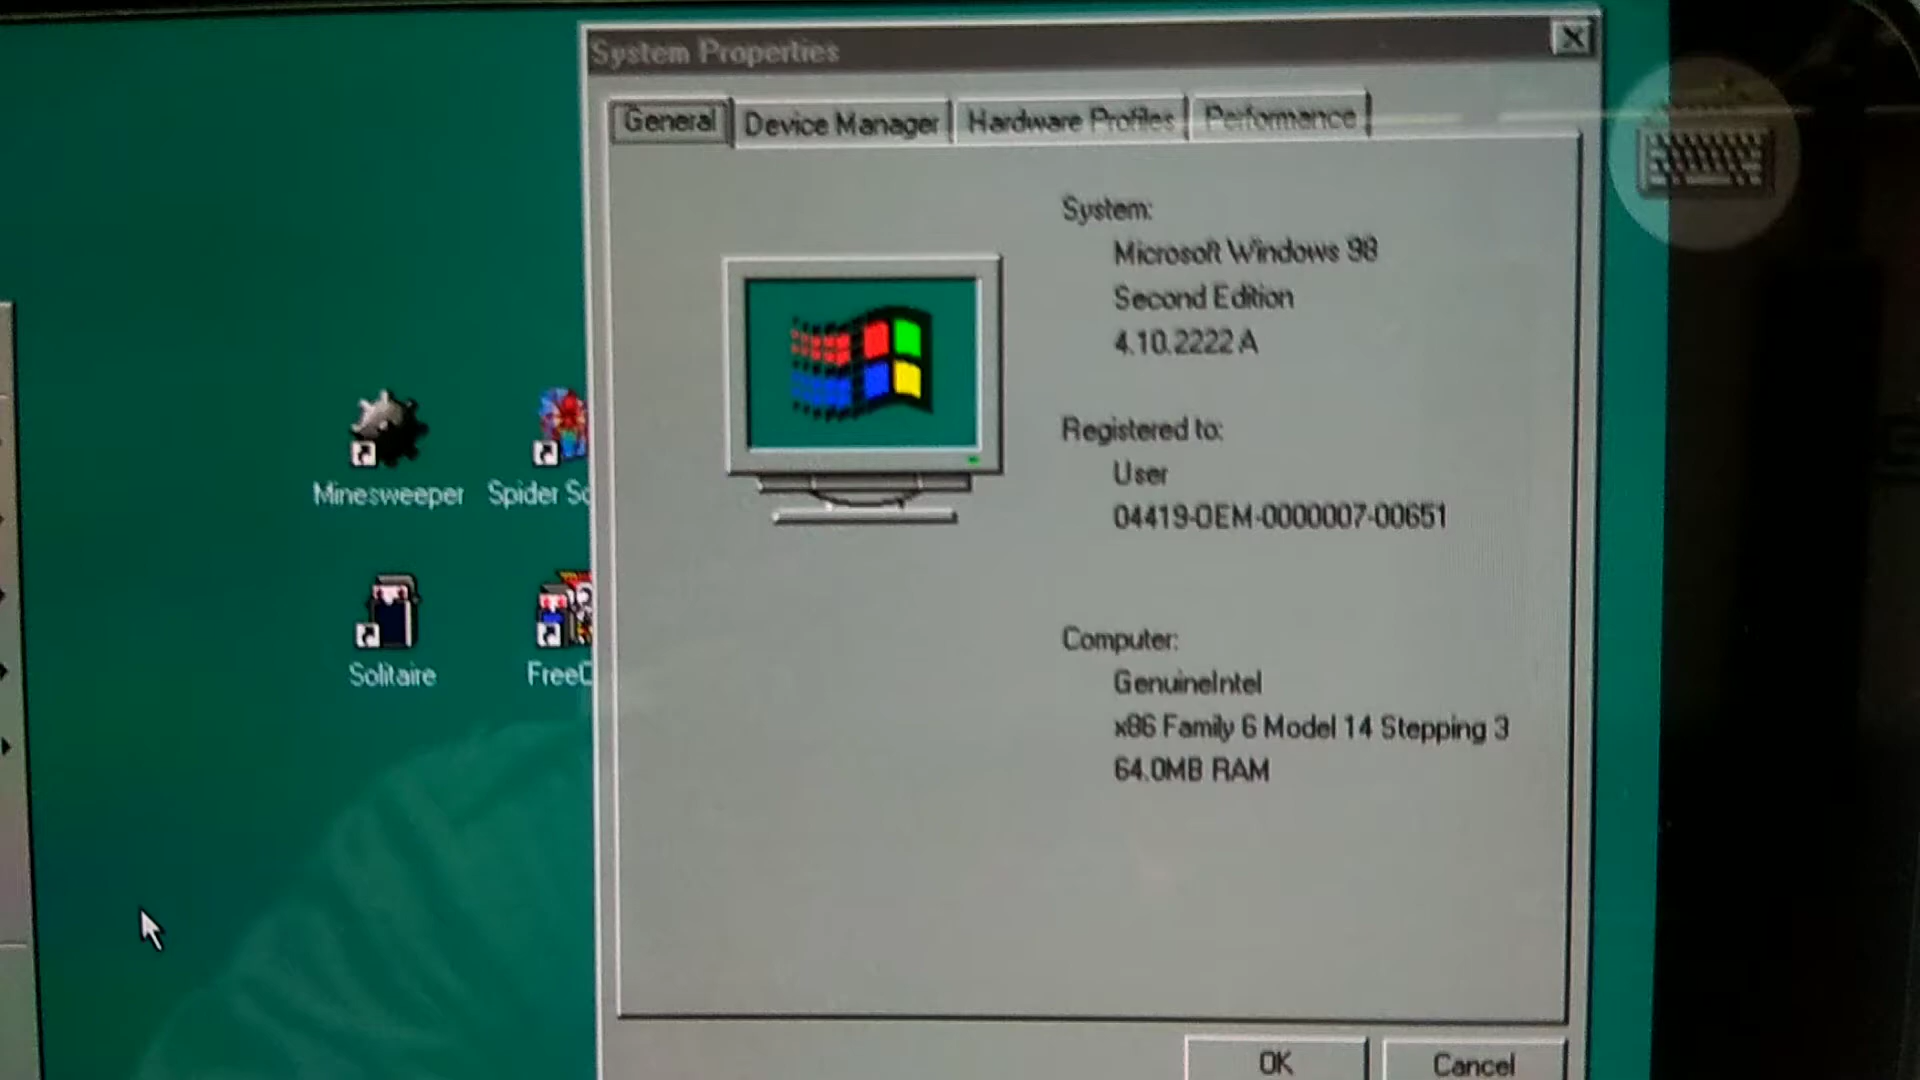 System Properties
General
Device Manager
Hardware Profiles
Performance
System:
Microsoft Windows 98
Second Edition
4.10.2222 A
Registered to:
User
04419-OEM-0000007-00651
Computer:
GenuineIntel
x86 Family 6 Model 14 Stepping 3
64.0MB RAM
Minesweeper
Spider So
Solitaire
FreeC
OK
Cancel